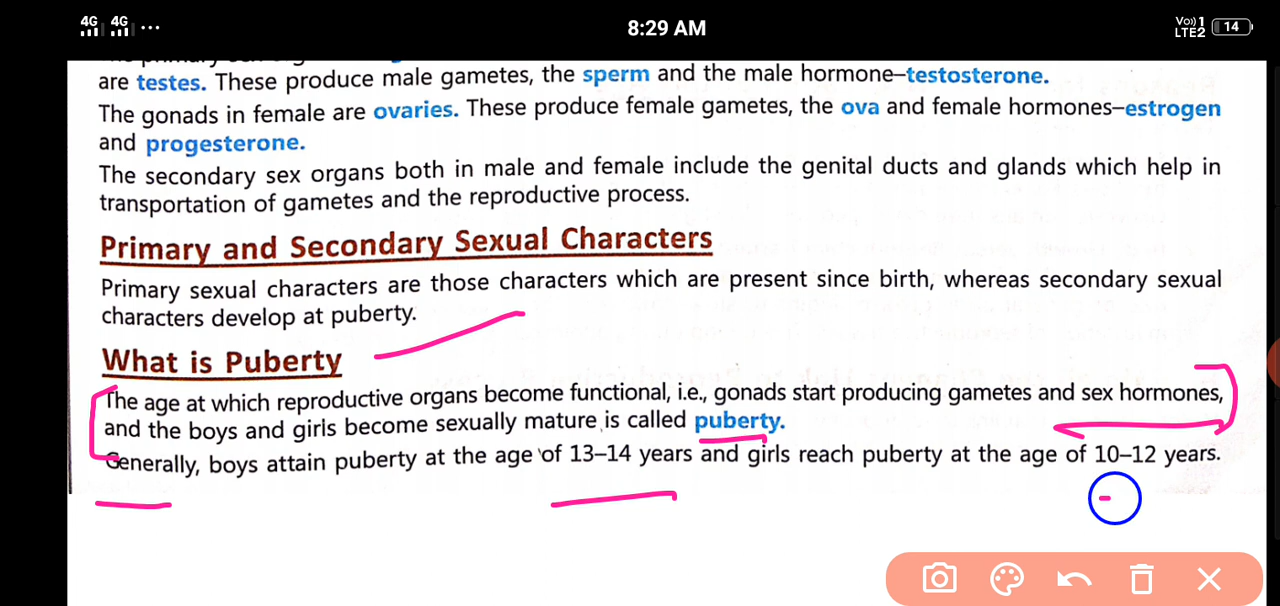 4G 4G ... 8:29 AM Vo)) 1 LTE2 14
are testes. These produce male gametes, the sperm and the male hormone–testosterone.
The gonads in female are ovaries. These produce female gametes, the ova and female hormones–estrogen
and progesterone.
The secondary sex organs both in male and female include the genital ducts and glands which help in
transportation of gametes and the reproductive process.
Primary and Secondary Sexual Characters
Primary sexual characters are those characters which are present since birth, whereas secondary sexual
characters develop at puberty.
What is Puberty
The age at which reproductive organs become functional, i.e., gonads start producing gametes and sex hormones,
and the boys and girls become sexually mature is called puberty.
Generally, boys attain puberty at the age of 13–14 years and girls reach puberty at the age of 10–12 years.